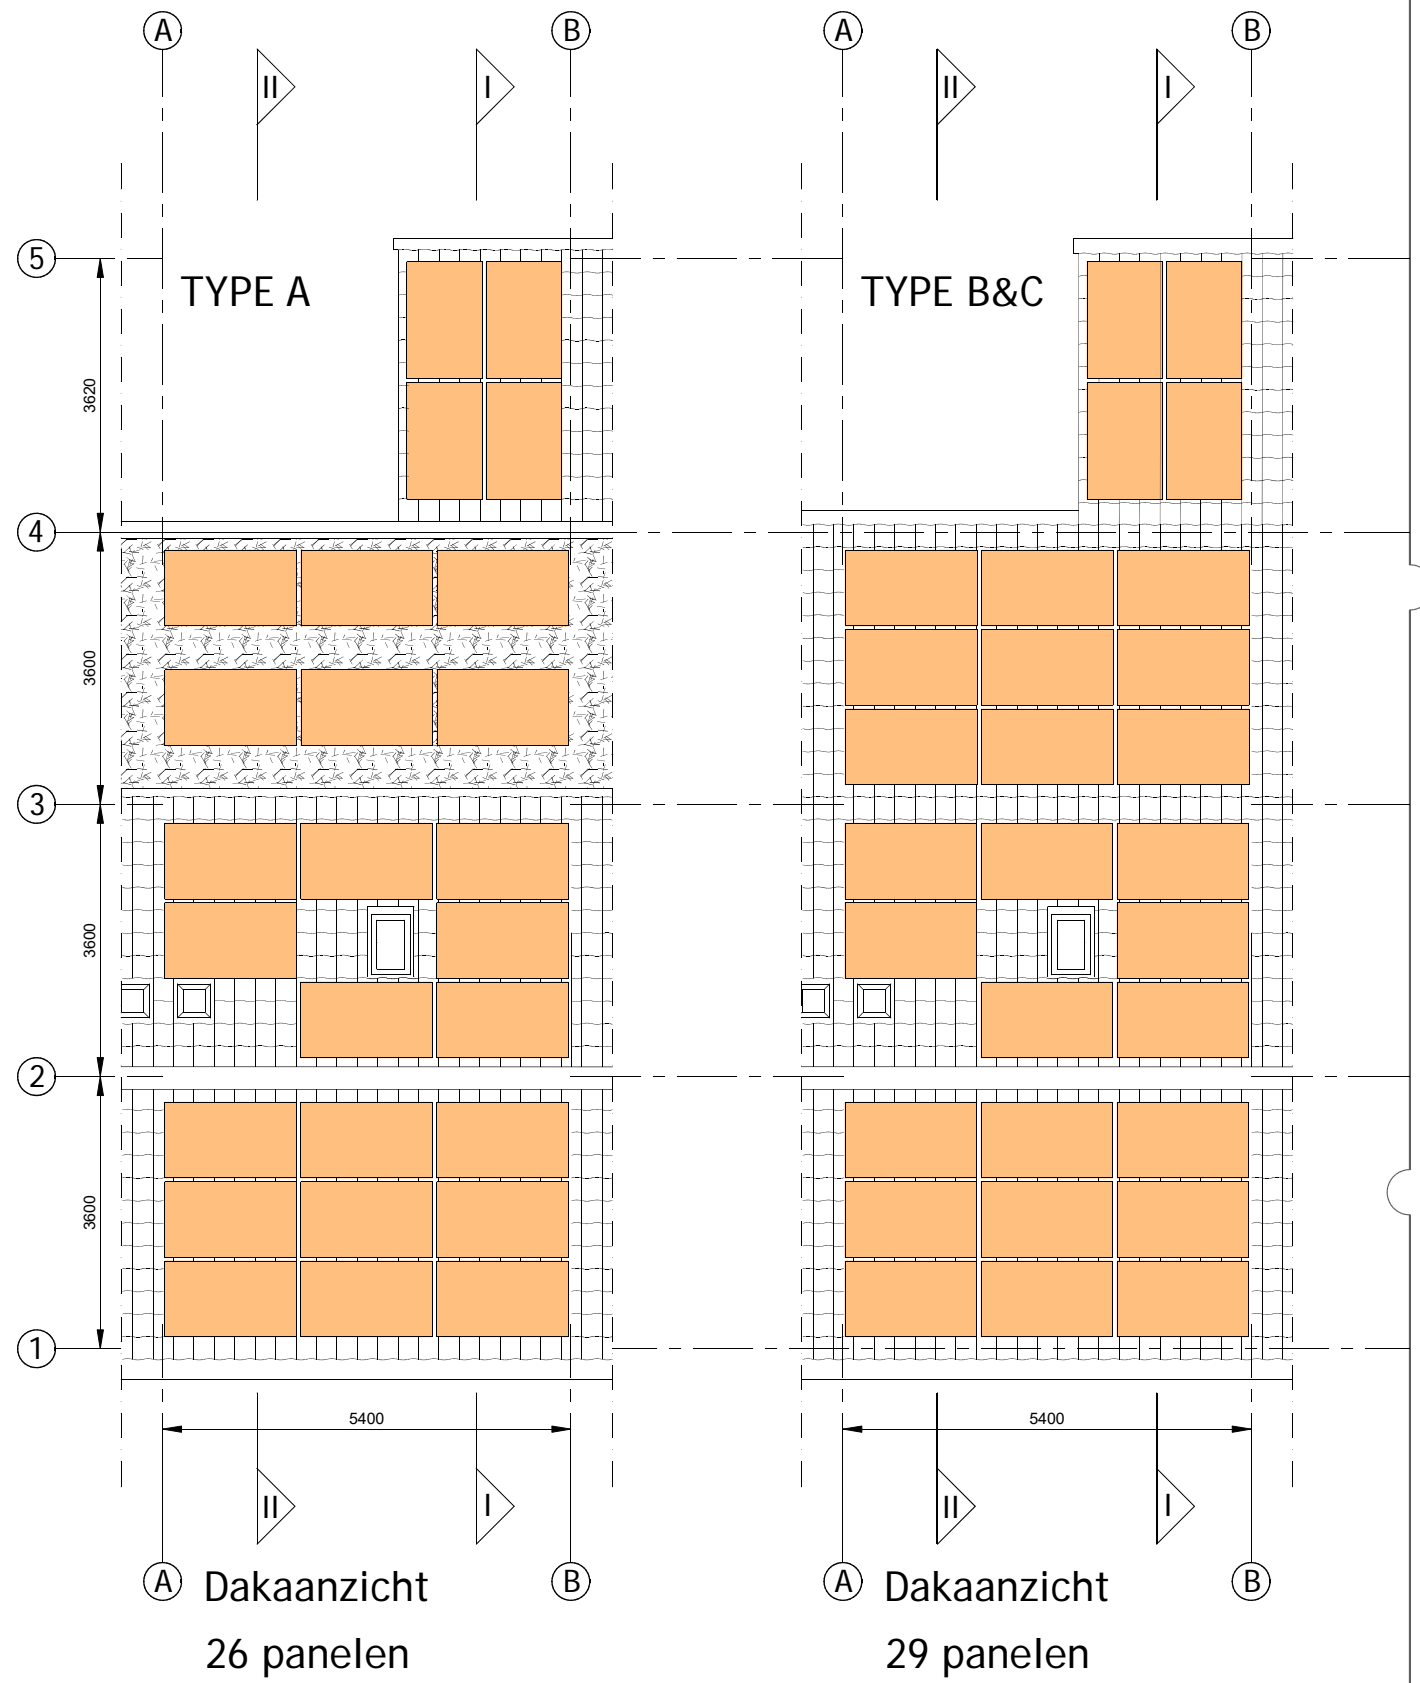 A B A B
II I II I
5
TYPE A TYPE B&C
3620
4
3600
3
3600
2
3600
1
5400 5400
II I II I
A B A B
Dakaanzicht Dakaanzicht
26 panelen 29 panelen